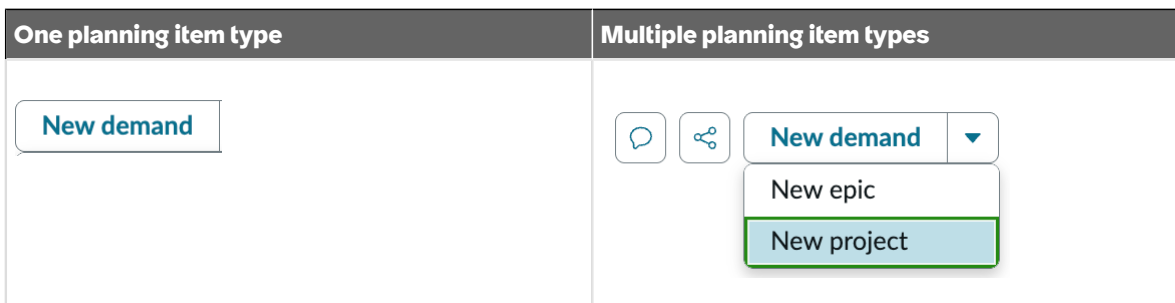 One planning item type
Multiple planning item types
New demand
New demand
New epic
New project